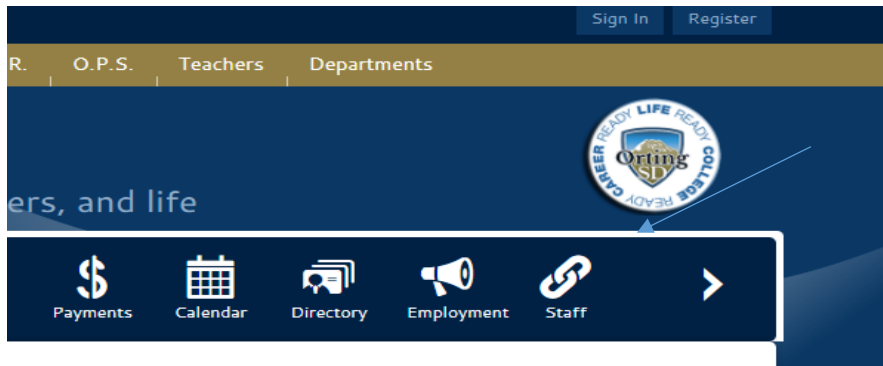 Sign In Register
R. O.P.S. Teachers Departments
READY LIFE READY COLLEGE READY CAREER
Orting
SD
ers, and life
Payments Calendar Directory Employment Staff